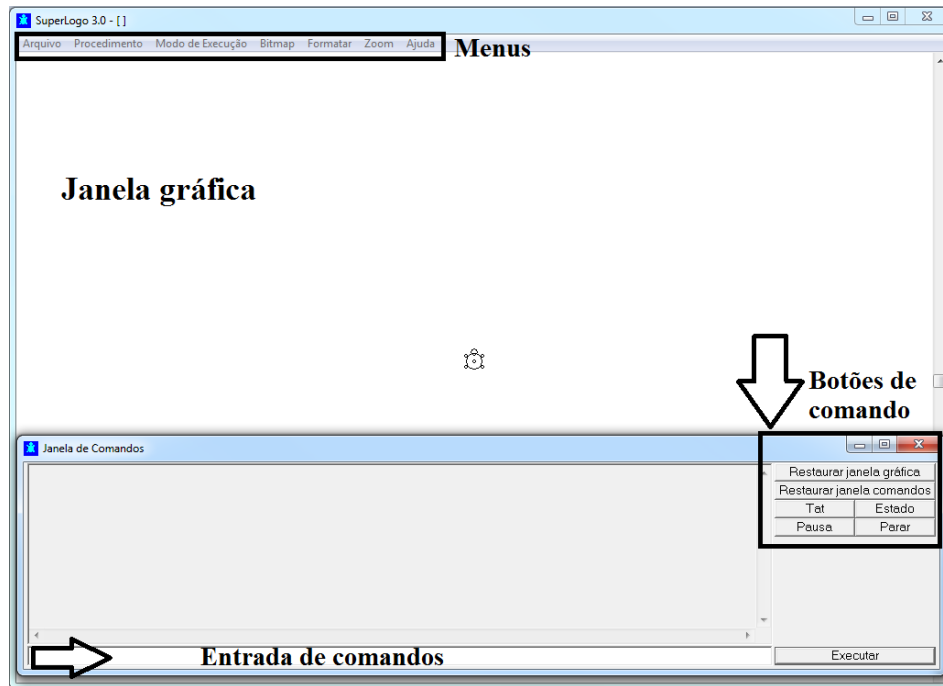 SuperLogo 3.0 - [ ]
Arquivo Procedimento Modo de Execução Bitmap Formatar Zoom Ajuda
Menus
Janela gráfica
Botões de
comando
Janela de Comandos
Restaurar janela gráfica
Restaurar janela comandos
Tat Estado
Pausa Parar
Entrada de comandos
Executar